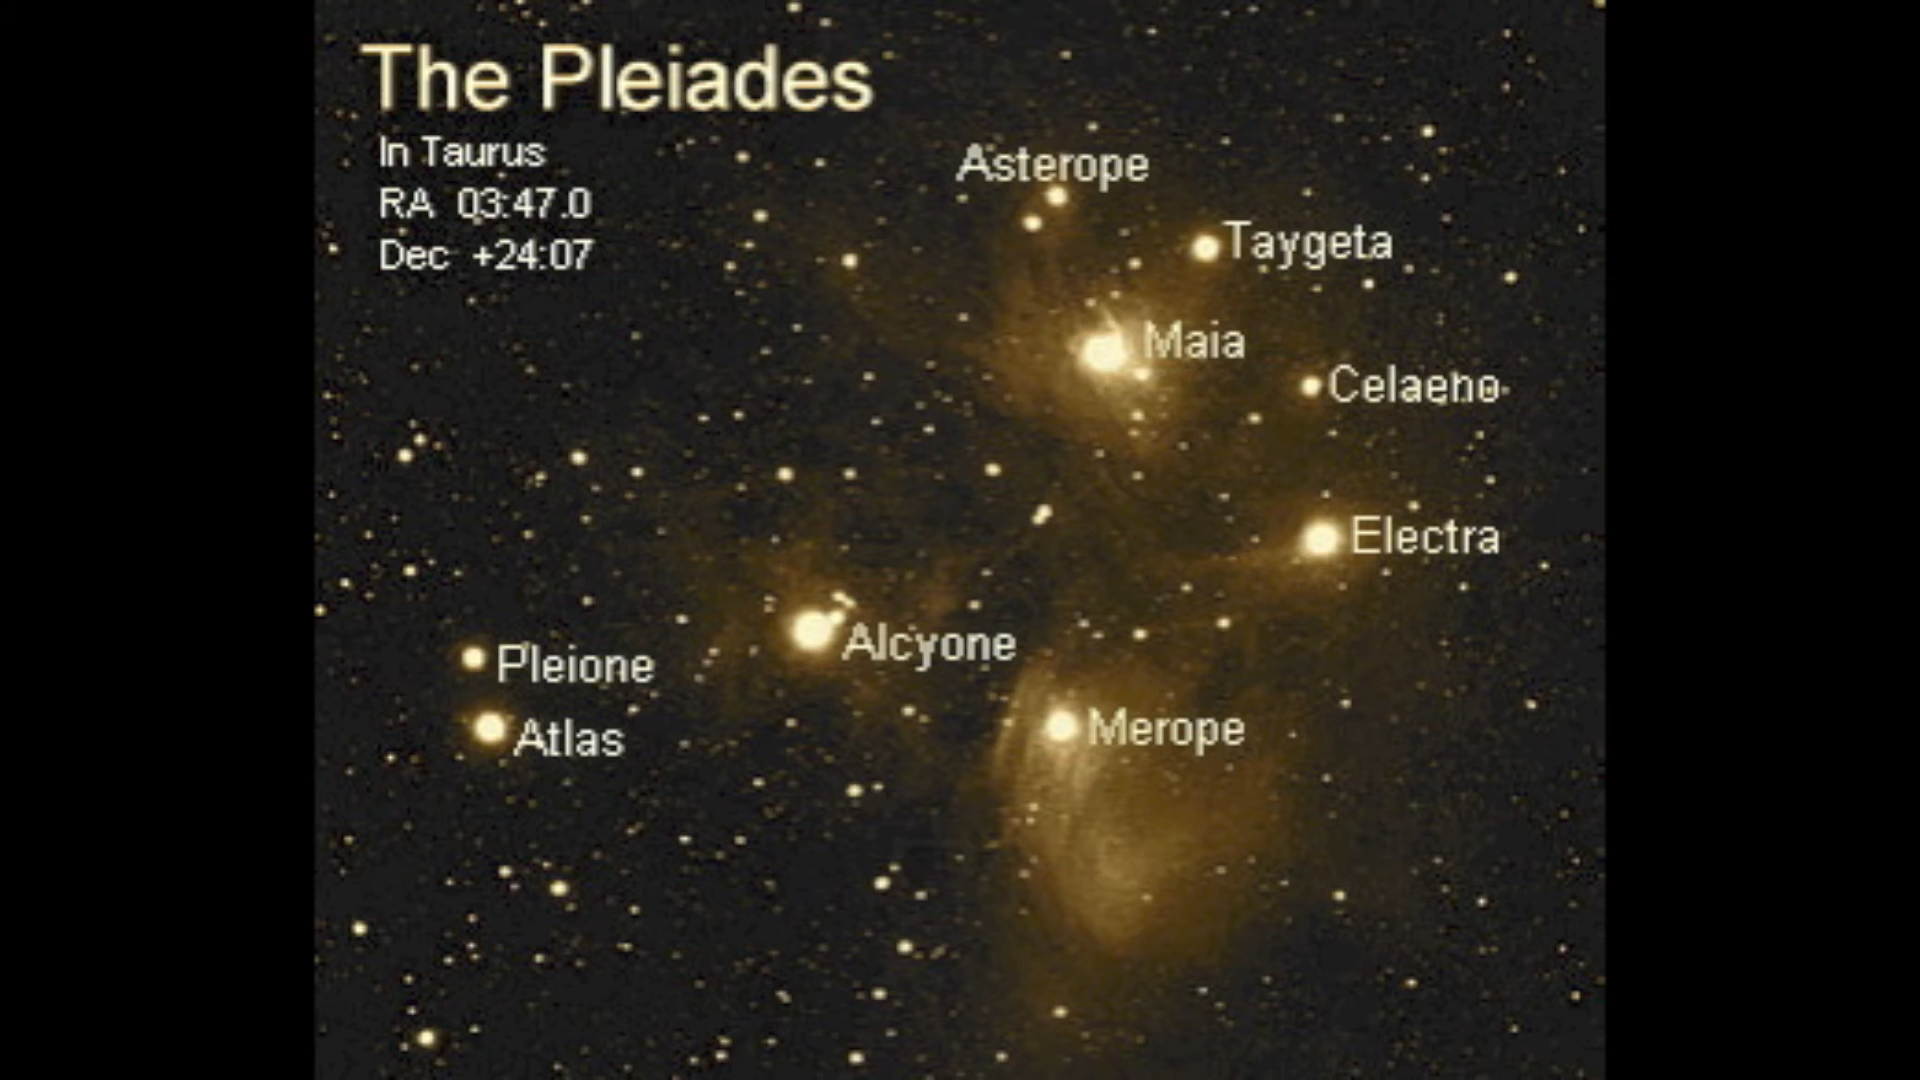 The Pleiades
In Taurus
RA 03:47.0
Dec +24:07
Asterope
Taygeta
Maia
Celaeno
Electra
Alcyone
Pleione
Merope
Atlas